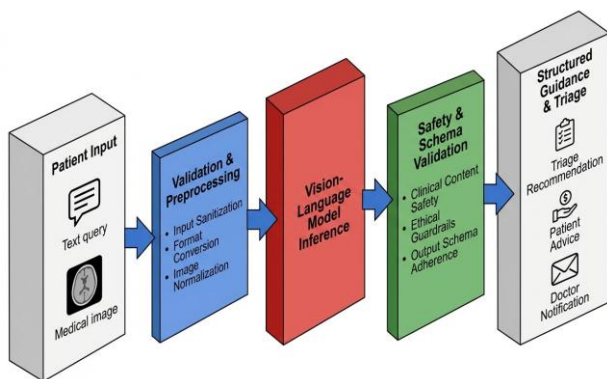 Patient Input
Text query
Medical image
Validation &
Preprocessing
• Input Sanitization
• Format
Conversion
• Image
Normalization
Vision-
Language
Model
Inference
Safety &
Schema
Validation
• Clinical Content
Safety
• Ethical
Guardrails
• Output Schema
Adherence
Structured
Guidance
& Triage
Triage
Recommendation
$
Patient
Advice
Doctor
Notification